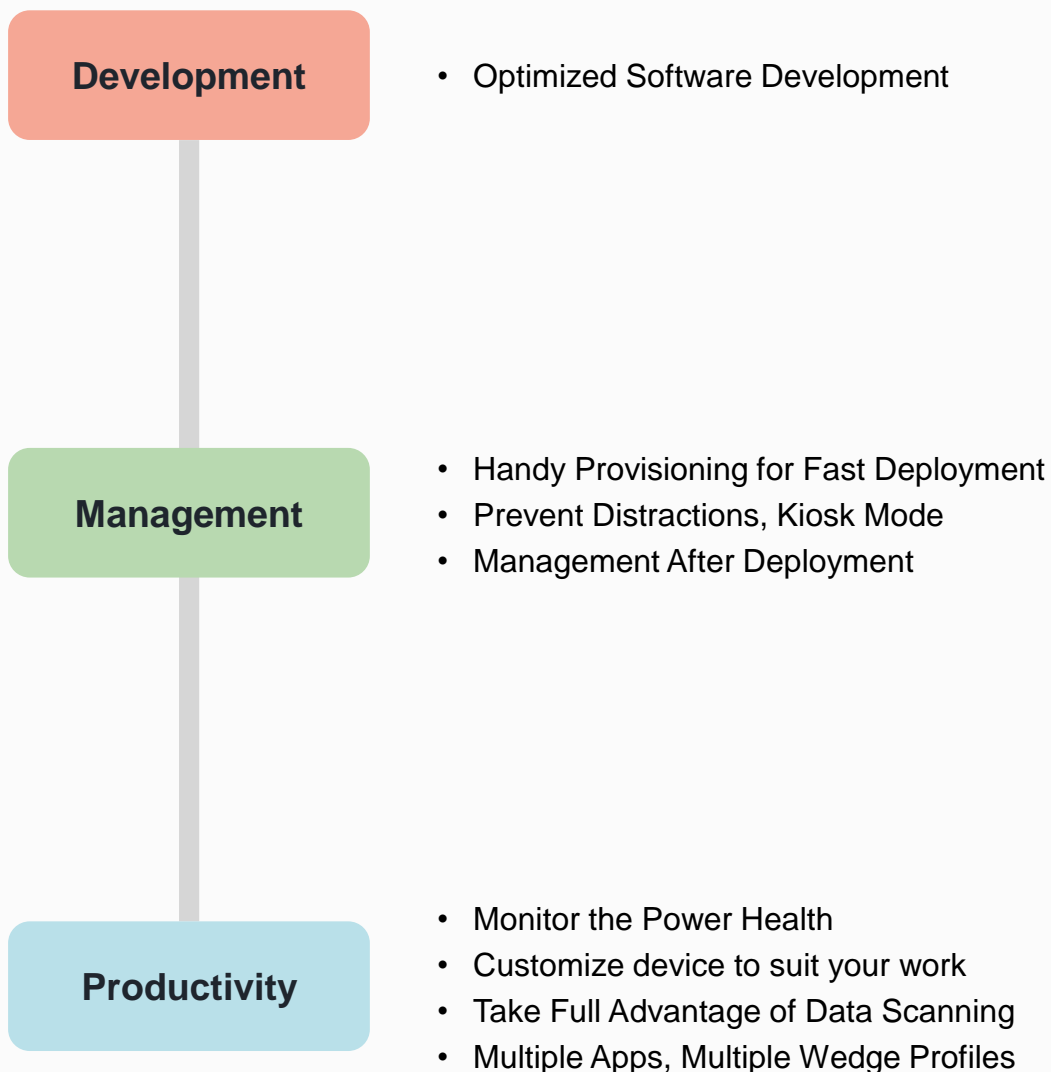 Development
• Optimized Software Development
Management
• Handy Provisioning for Fast Deployment
• Prevent Distractions, Kiosk Mode
• Management After Deployment
Productivity
• Monitor the Power Health
• Customize device to suit your work
• Take Full Advantage of Data Scanning
• Multiple Apps, Multiple Wedge Profiles